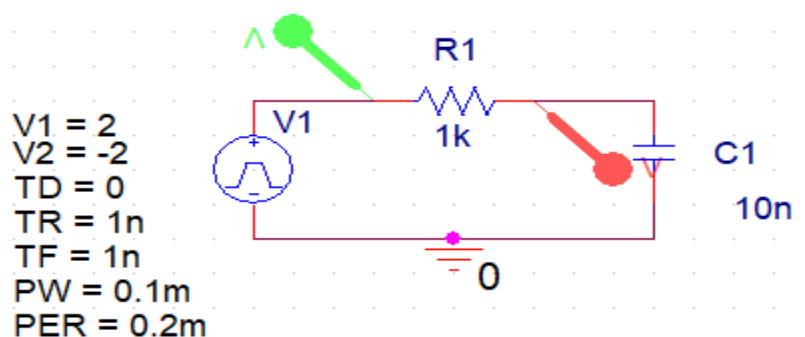 V
R1
V1
1k
V1 = 2
V2 = -2
TD = 0
TR = 1n
TF = 1n
PW = 0.1m
PER = 0.2m
V
C1
10n
0